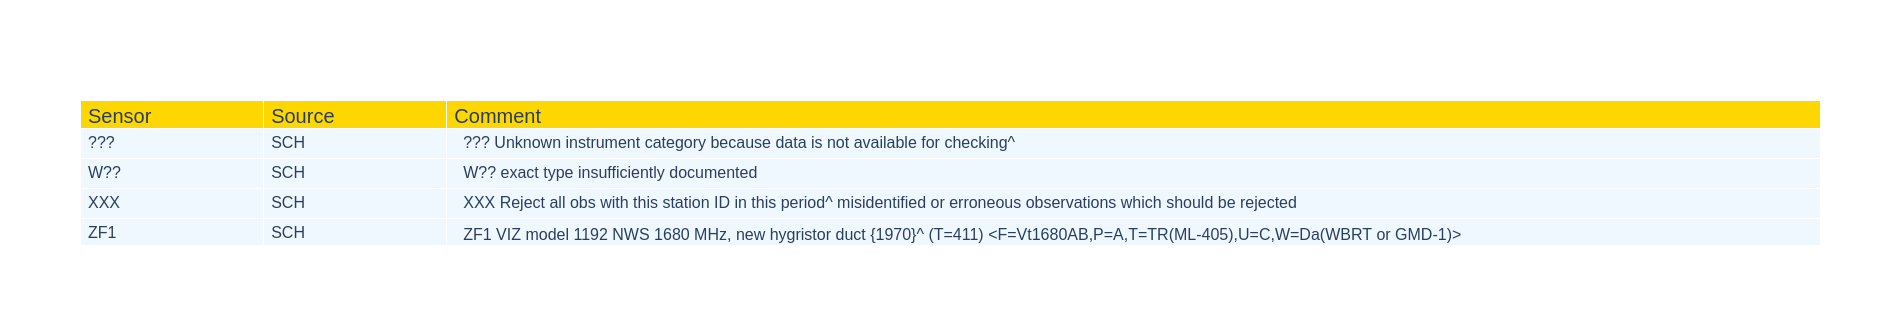 Sensor Source Comment
??? SCH ??? Unknown instrument category because data is not available for checking^
W?? SCH W?? exact type insufficiently documented
XXX SCH XXX Reject all obs with this station ID in this period^ misidentified or erroneous observations which should be rejected
ZF1 SCH ZF1 VIZ model 1192 NWS 1680 MHz, new hygristor duct {1970}^ (T=411) <F=Vt1680AB,P=A,T=TR(ML-405),U=C,W=Da(WBRT or GMD-1)>